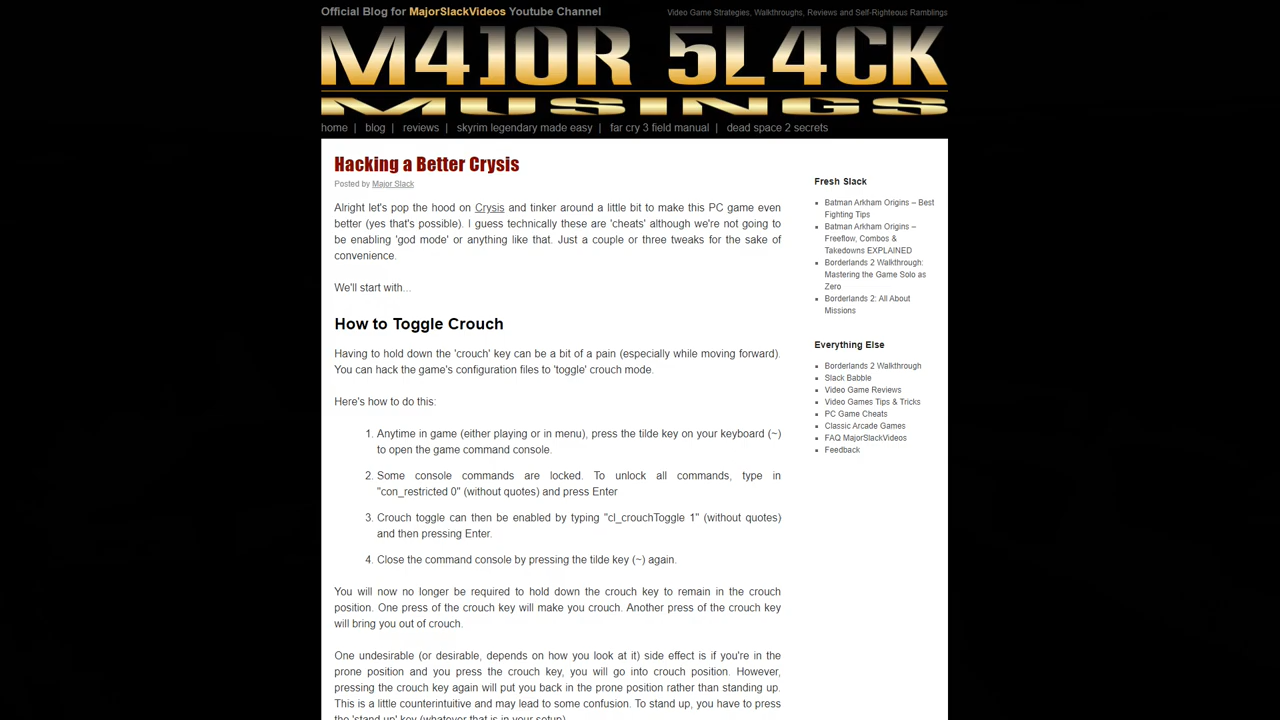 Official Blog for MajorSlackVideos Youtube Channel
Video Game Strategies, Walkthroughs, Reviews and Self-Righteous Ramblings
M4J0R 5L4CK
MUSINGS
home | blog | reviews | skyrim legendary made easy | far cry 3 field manual | dead space 2 secrets
Hacking a Better Crysis
Posted by Major Slack
Alright let's pop the hood on Crysis and tinker around a little bit to make this PC game even
better (yes that's possible). I guess technically these are 'cheats' although we're not going to
be enabling 'god mode' or anything like that. Just a couple or three tweaks for the sake of
convenience.
We'll start with...
How to Toggle Crouch
Having to hold down the 'crouch' key can be a bit of a pain (especially while moving forward).
You can hack the game's configuration files to 'toggle' crouch mode.
Here's how to do this:
1. Anytime in game (either playing or in menu), press the tilde key on your keyboard (~)
to open the game command console.
2. Some console commands are locked. To unlock all commands, type in
"con_restricted 0" (without quotes) and press Enter
3. Crouch toggle can then be enabled by typing "cl_crouchToggle 1" (without quotes)
and then pressing Enter.
4. Close the command console by pressing the tilde key (~) again.
You will now no longer be required to hold down the crouch key to remain in the crouch
position. One press of the crouch key will make you crouch. Another press of the crouch key
will bring you out of crouch.
One undesirable (or desirable, depends on how you look at it) side effect is if you're in the
prone position and you press the crouch key, you will go into crouch position. However,
pressing the crouch key again will put you back in the prone position rather than standing up.
This is a little counterintuitive and may lead to some confusion. To stand up, you have to press
the 'stand up' key (whatever that is in your setup).
Fresh Slack
Batman Arkham Origins – Best
Fighting Tips
Batman Arkham Origins –
Freeflow, Combos &
Takedowns EXPLAINED
Borderlands 2 Walkthrough:
Mastering the Game Solo as
Zero
Borderlands 2: All About
Missions
Everything Else
Borderlands 2 Walkthrough
Slack Babble
Video Game Reviews
Video Games Tips & Tricks
PC Game Cheats
Classic Arcade Games
FAQ MajorSlackVideos
Feedback